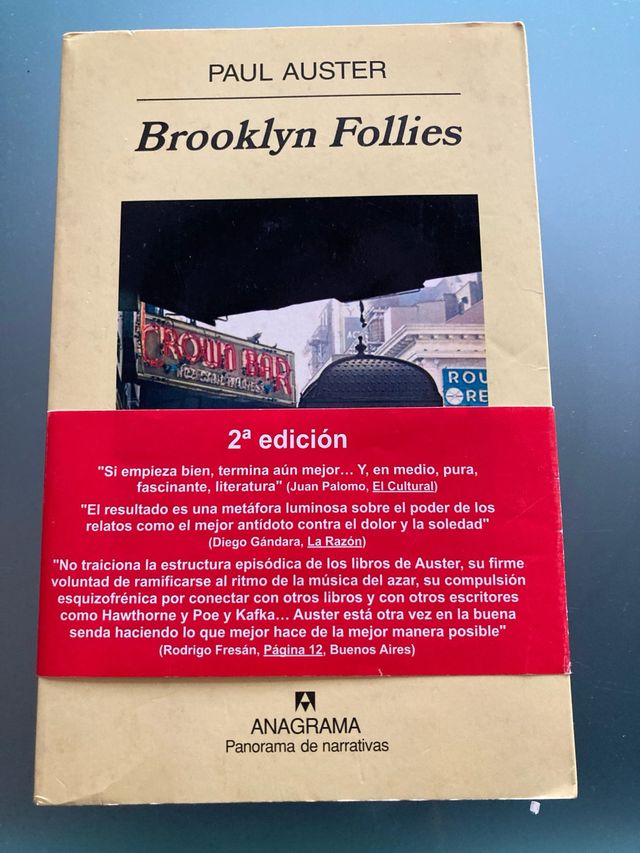 PAUL AUSTER
Brooklyn Follies
CROWN BAR
ROU
RE
2ª edición
"Si empieza bien, termina aún mejor... Y, en medio, pura,
fascinante, literatura" (Juan Palomo, El Cultural)
"El resultado es una metáfora luminosa sobre el poder de los
relatos como el mejor antídoto contra el dolor y la soledad"
(Diego Gándara, La Razón)
"No traiciona la estructura episódica de los libros de Auster, su firme
voluntad de ramificarse al ritmo de la música del azar, su compulsión
esquizofrénica por conectar con otros libros y con otros escritores
como Hawthorne y Poe y Kafka... Auster está otra vez en la buena
senda haciendo lo que mejor hace de la mejor manera posible"
(Rodrigo Fresán, Página 12, Buenos Aires)
ANAGRAMA
Panorama de narrativas